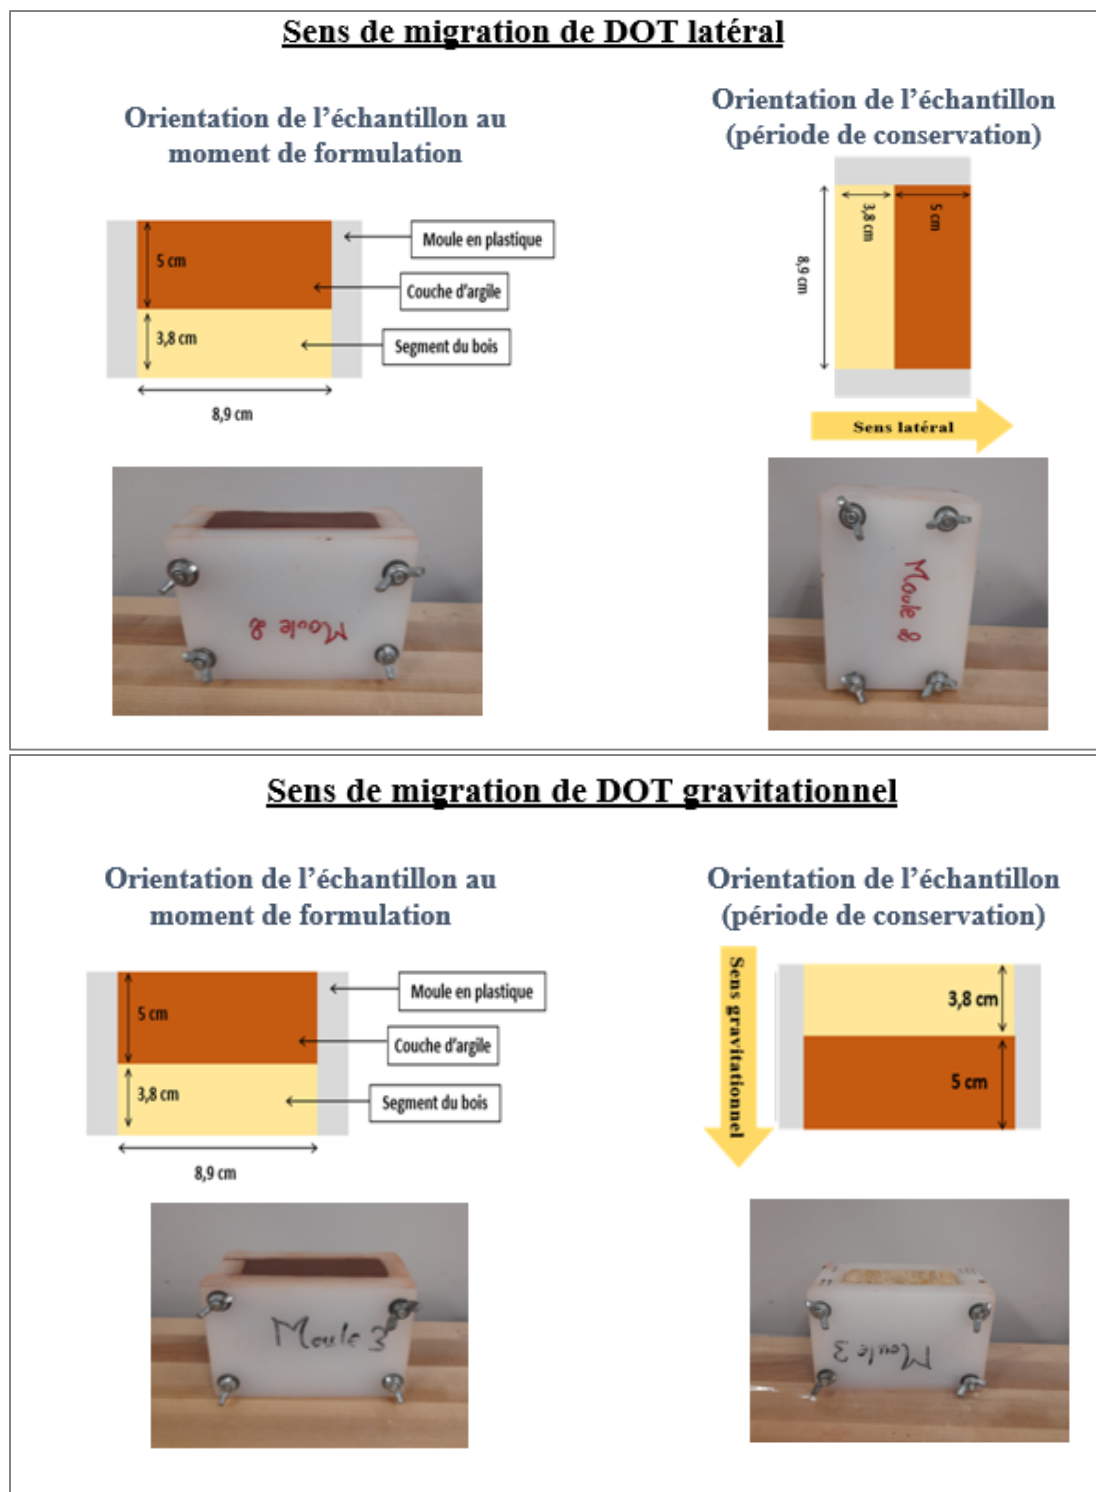 Sens de migration de DOT latéral
Orientation de l'échantillon au
moment de formulation
5 cm
3,8 cm
8,9 cm
Moule en plastique
Couche d'argile
Segment du bois
Orientation de l'échantillon
(période de conservation)
3,8 cm
5 cm
8,9 cm
Sens latéral
Moule 2
Moule 2
Sens de migration de DOT gravitationnel
Orientation de l'échantillon au
moment de formulation
5 cm
3,8 cm
8,9 cm
Moule en plastique
Couche d'argile
Segment du bois
Orientation de l'échantillon
(période de conservation)
Sens gravitationnel
3,8 cm
5 cm
Moule 3
Moule 3